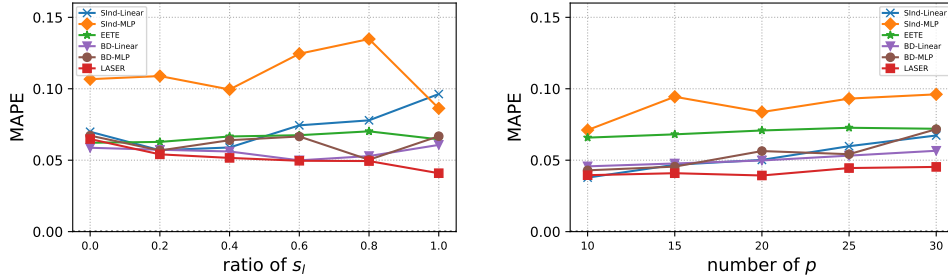 0.15
0.10
0.05
0.00
MAPE
SInd-Linear
SInd-MLP
EETE
BD-Linear
BD-MLP
LASER
0.0 0.2 0.4 0.6 0.8 1.0
ratio of s_l
0.15
0.10
0.05
0.00
MAPE
SInd-Linear
SInd-MLP
EETE
BD-Linear
BD-MLP
LASER
10 15 20 25 30
number of p